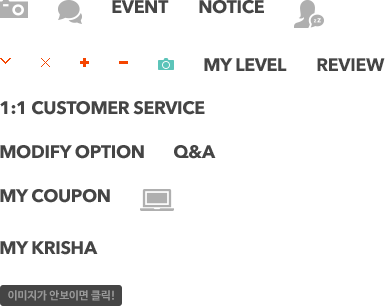 EVENT NOTICE
MY LEVEL REVIEW
1:1 CUSTOMER SERVICE
MODIFY OPTION Q&A
MY COUPON
MY KRISHA
이미지가 안보이면 클릭!